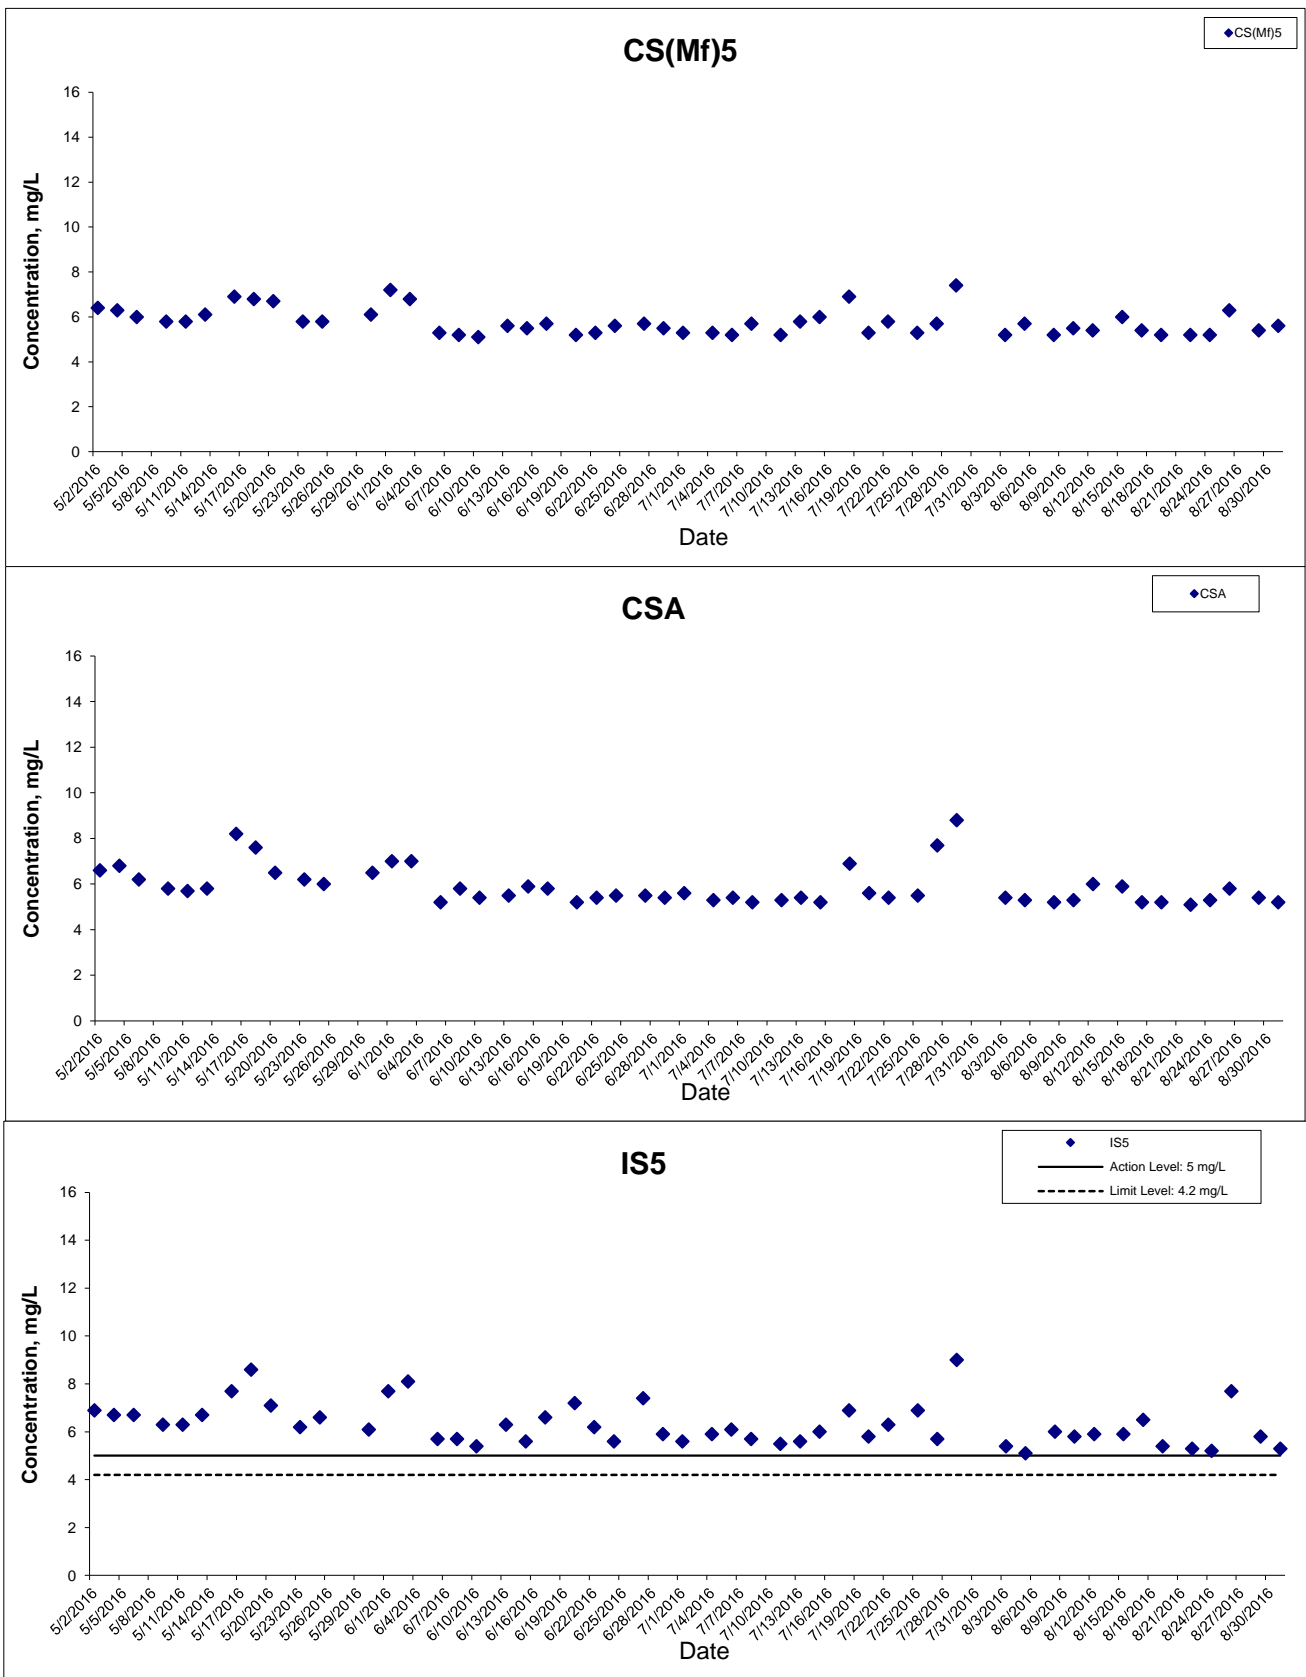 CS(Mf)5
CS(Mf)5
Concentration, mg/L
16
14
12
10
8
6
4
2
0
5/2/2016 5/5/2016 5/8/2016 5/11/2016 5/14/2016 5/17/2016 5/20/2016 5/23/2016 5/26/2016 5/29/2016 6/1/2016 6/4/2016 6/7/2016 6/10/2016 6/13/2016 6/16/2016 6/19/2016 6/22/2016 6/25/2016 6/28/2016 7/1/2016 7/4/2016 7/7/2016 7/10/2016 7/13/2016 7/16/2016 7/19/2016 7/22/2016 7/25/2016 7/28/2016 7/31/2016 8/3/2016 8/6/2016 8/9/2016 8/12/2016 8/15/2016 8/18/2016 8/21/2016 8/24/2016 8/27/2016 8/30/2016
Date
CSA
CSA
Concentration, mg/L
16
14
12
10
8
6
4
2
0
5/2/2016 5/5/2016 5/8/2016 5/11/2016 5/14/2016 5/17/2016 5/20/2016 5/23/2016 5/26/2016 5/29/2016 6/1/2016 6/4/2016 6/7/2016 6/10/2016 6/13/2016 6/16/2016 6/19/2016 6/22/2016 6/25/2016 6/28/2016 7/1/2016 7/4/2016 7/7/2016 7/10/2016 7/13/2016 7/16/2016 7/19/2016 7/22/2016 7/25/2016 7/28/2016 7/31/2016 8/3/2016 8/6/2016 8/9/2016 8/12/2016 8/15/2016 8/18/2016 8/21/2016 8/24/2016 8/27/2016 8/30/2016
Date
IS5
IS5
Action Level: 5 mg/L
Limit Level: 4.2 mg/L
Concentration, mg/L
16
14
12
10
8
6
4
2
0
5/2/2016 5/5/2016 5/8/2016 5/11/2016 5/14/2016 5/17/2016 5/20/2016 5/23/2016 5/26/2016 5/29/2016 6/1/2016 6/4/2016 6/7/2016 6/10/2016 6/13/2016 6/16/2016 6/19/2016 6/22/2016 6/25/2016 6/28/2016 7/1/2016 7/4/2016 7/7/2016 7/10/2016 7/13/2016 7/16/2016 7/19/2016 7/22/2016 7/25/2016 7/28/2016 7/31/2016 8/3/2016 8/6/2016 8/9/2016 8/12/2016 8/15/2016 8/18/2016 8/21/2016 8/24/2016 8/27/2016 8/30/2016
Date